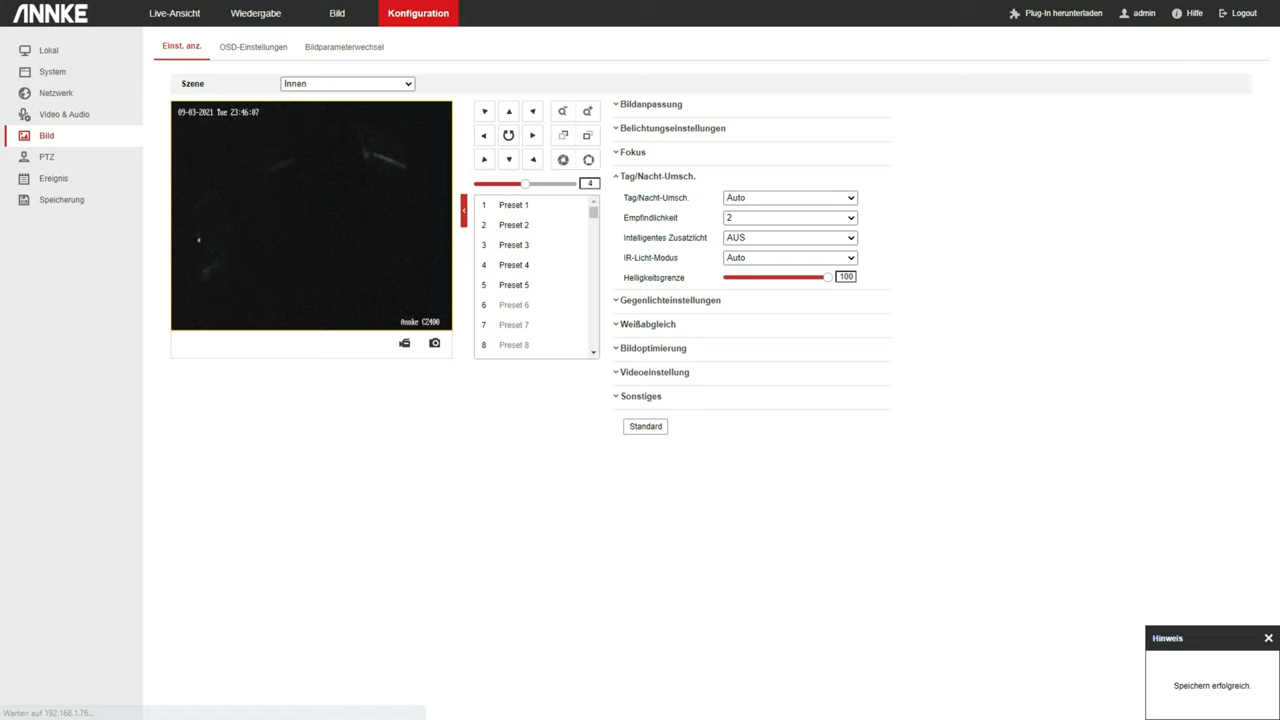 ANNKE
Live-Ansicht
Wiedergabe
Bild
Konfiguration
Plug-In herunterladen
admin
Hilfe
Logout
Lokal
System
Netzwerk
Video & Audio
Bild
PTZ
Ereignis
Speicherung
Einst. anz.
OSD-Einstellungen
Bildparameterwechsel
Szene
Innen
09-03-2021 Tue 23:46:07
Annke CZ400
4
1 Preset 1
2 Preset 2
3 Preset 3
4 Preset 4
5 Preset 5
6 Preset 6
7 Preset 7
8 Preset 8
Bildanpassung
Belichtungseinstellungen
Fokus
Tag/Nacht-Umsch.
Tag/Nacht-Umsch. Auto
Empfindlichkeit 2
Intelligentes Zusatzlicht AUS
IR-Licht-Modus Auto
Helligkeitsgrenze 100
Gegenlichteinstellungen
Weißabgleich
Bildoptimierung
Videoeinstellung
Sonstiges
Standard
Hinweis
Speichern erfolgreich.
Warten auf 192.168.1.76...